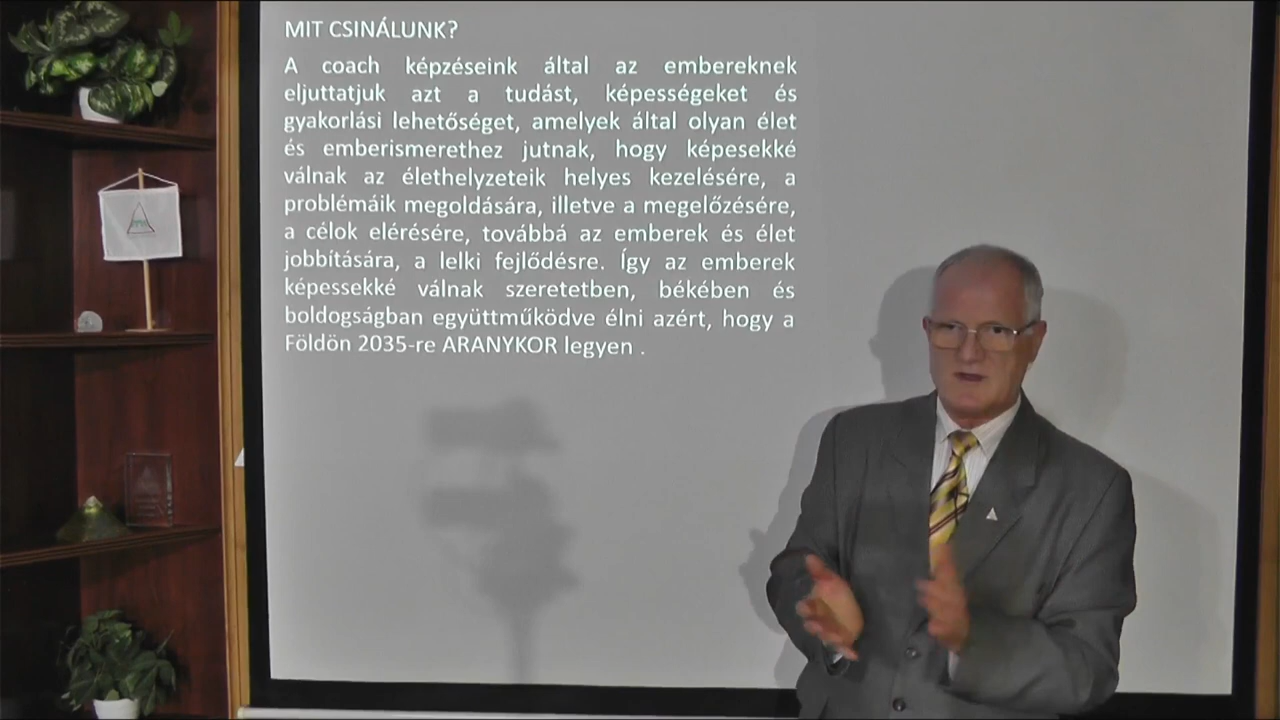 MIT CSINÁLUNK?
A coach képzéseink által az embereknek
eljuttatjuk azt a tudást, képességeket és
gyakorlási lehetőséget, amelyek által olyan élet
és emberismerethez jutnak, hogy képesekké
válnak az élethelyzeteik helyes kezelésére, a
problémáik megoldására, illetve a megelőzésére,
a célok elérésére, továbbá az emberek és élet
jobbítására, a lelki fejlődésre. Így az emberek
képessekké válnak szeretetben, békében és
boldogságban együttműködve élni azért, hogy a
Földön 2035-re ARANYKOR legyen .